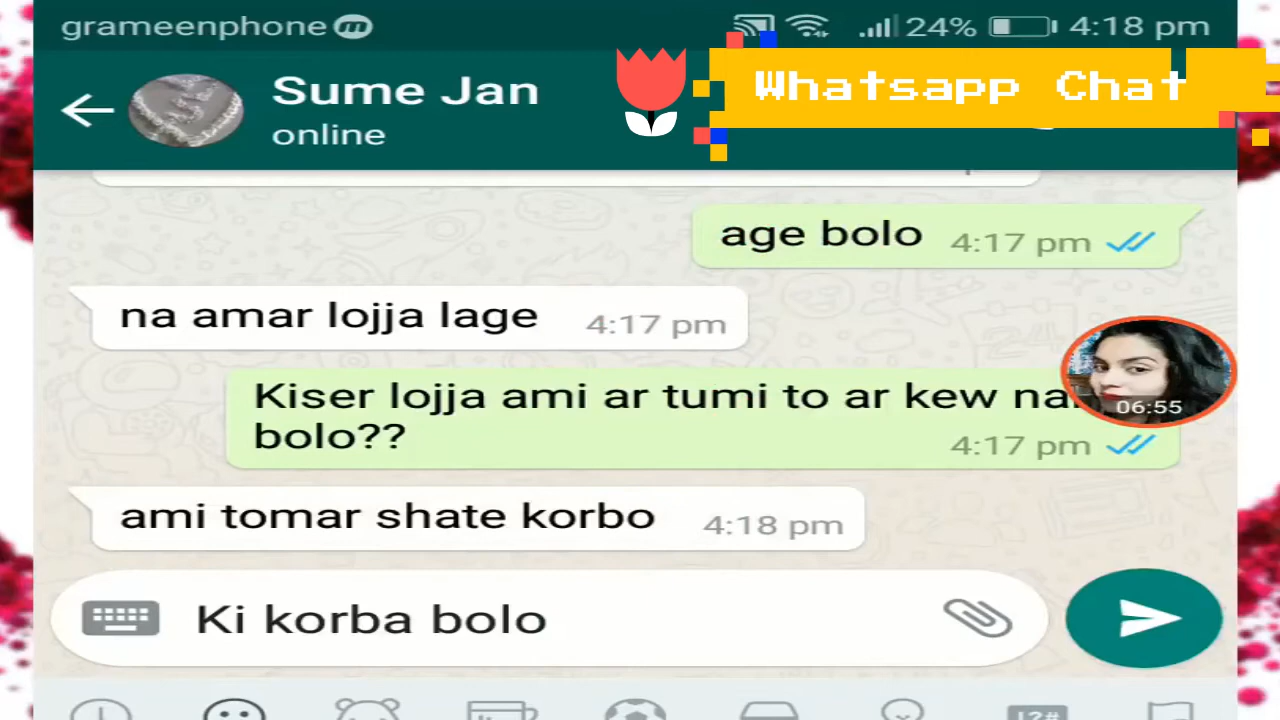 grameenphone
24% 4:18 pm
Sume Jan
online
Whatsapp Chat
age bolo 4:17 pm
na amar lojja lage 4:17 pm
Kiser lojja ami ar tumi to ar kew
bolo?? 4:17 pm
06:55
ami tomar shate korbo 4:18 pm
Ki korba bolo
!?#